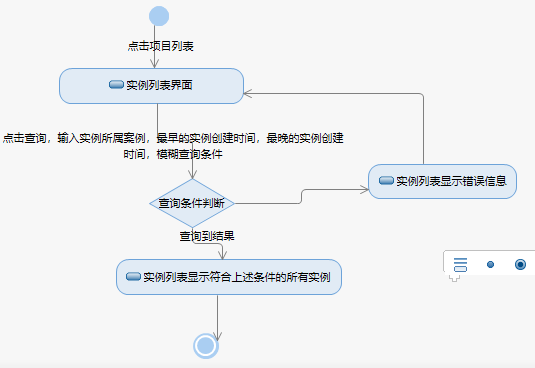 点击项目列表
实例列表界面
点击查询，输入实例所属案例，最早的实例创建时间，最晚的实例创建
时间，模糊查询条件
实例列表显示错误信息
查询条件判断
查询到结果
实例列表显示符合上述条件的所有实例